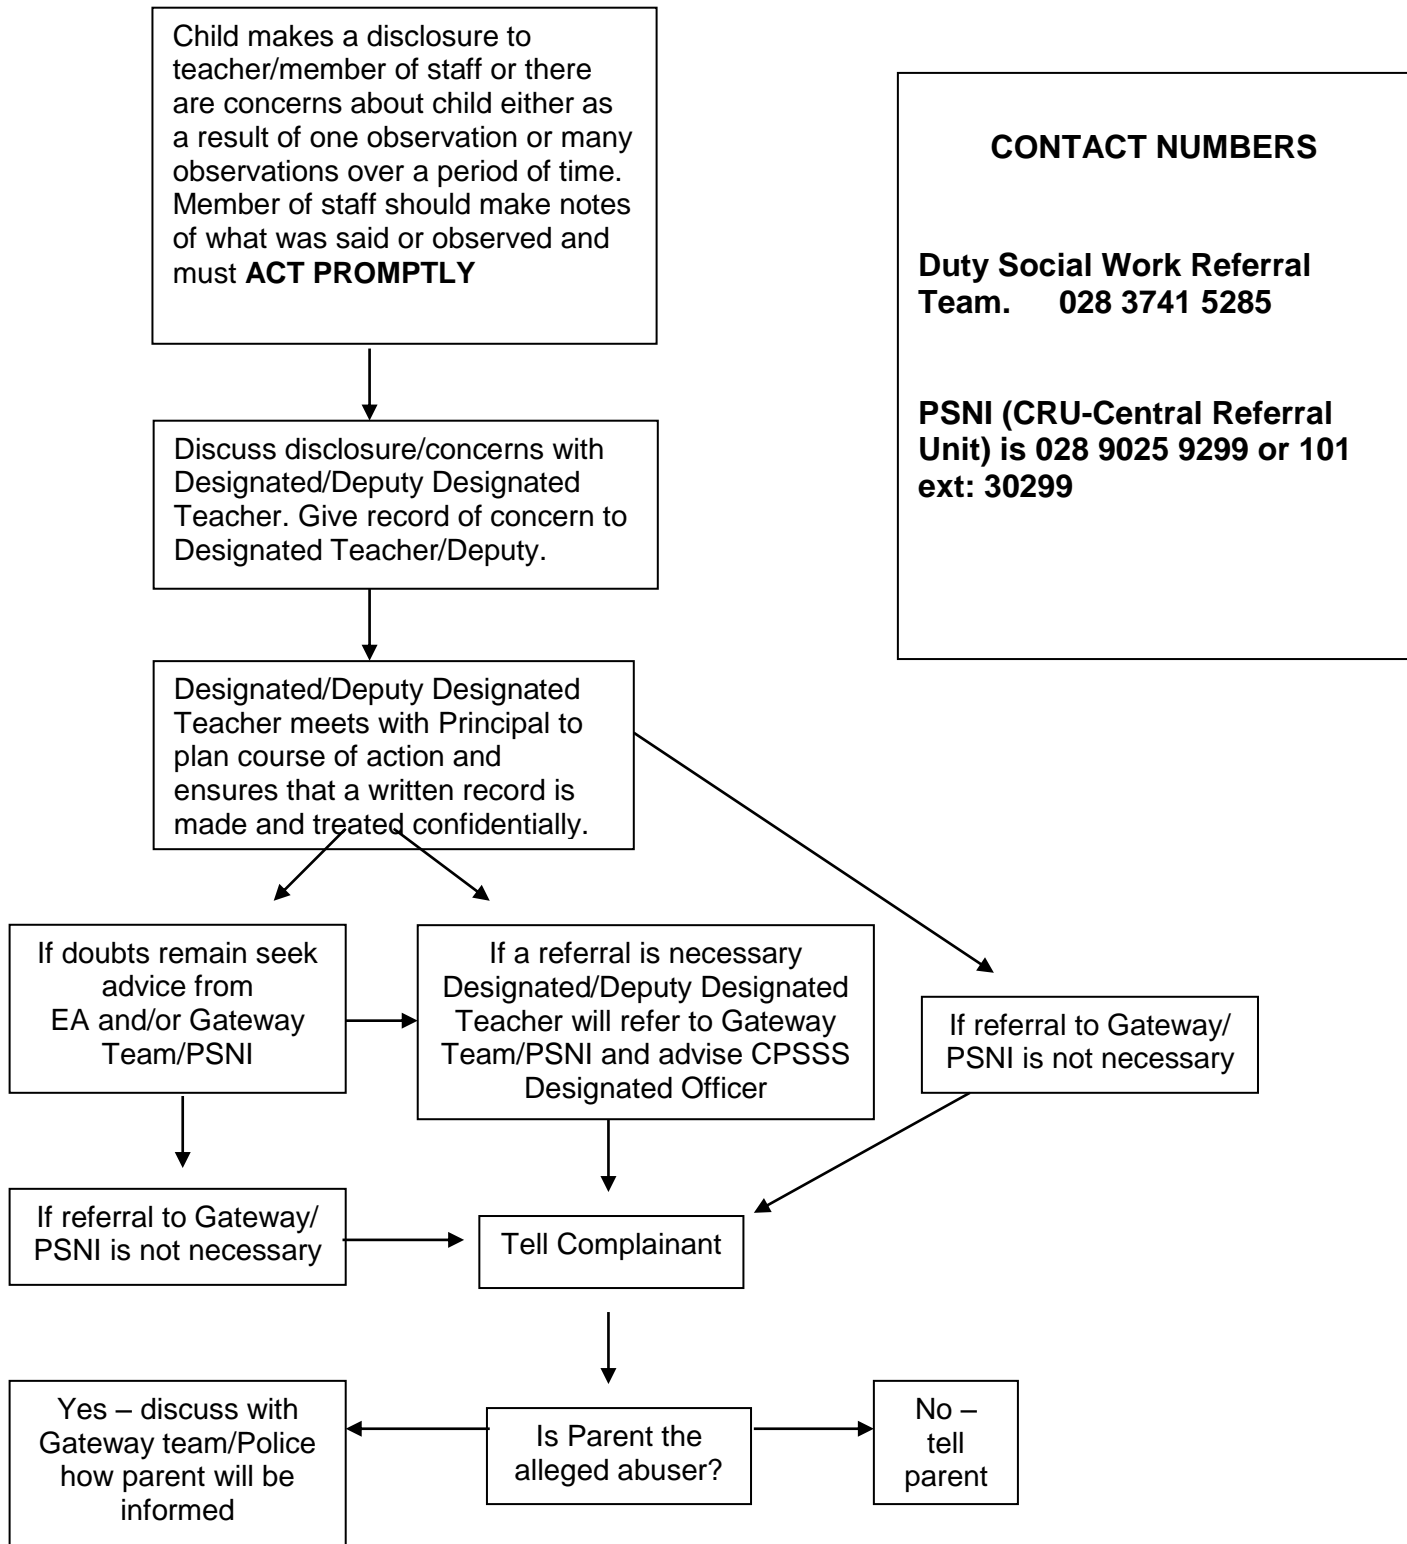 Child makes a disclosure to
teacher/member of staff or there
are concerns about child either as
a result of one observation or many
observations over a period of time.
Member of staff should make notes
of what was said or observed and
must ACT PROMPTLY
CONTACT NUMBERS
Duty Social Work Referral
Team. 028 3741 5285
PSNI (CRU-Central Referral
Unit) is 028 9025 9299 or 101
ext: 30299
Discuss disclosure/concerns with
Designated/Deputy Designated
Teacher. Give record of concern to
Designated Teacher/Deputy.
Designated/Deputy Designated
Teacher meets with Principal to
plan course of action and
ensures that a written record is
made and treated confidentially.
If doubts remain seek
advice from
EA and/or Gateway
Team/PSNI
If a referral is necessary
Designated/Deputy Designated
Teacher will refer to Gateway
Team/PSNI and advise CPSSS
Designated Officer
If referral to Gateway/
PSNI is not necessary
If referral to Gateway/
PSNI is not necessary
Tell Complainant
Yes – discuss with
Gateway team/Police
how parent will be
informed
Is Parent the
alleged abuser?
No –
tell
parent